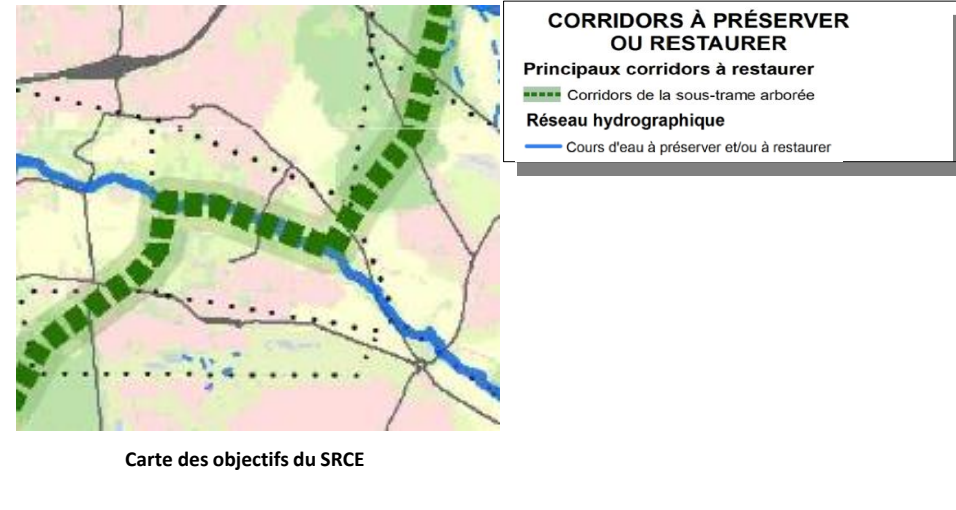 CORRIDORS À PRÉSERVER
OU RESTAURER
Principaux corridors à restaurer
Corridors de la sous-trame arborée
Réseau hydrographique
Cours d'eau à préserver et/ou à restaurer
Carte des objectifs du SRCE